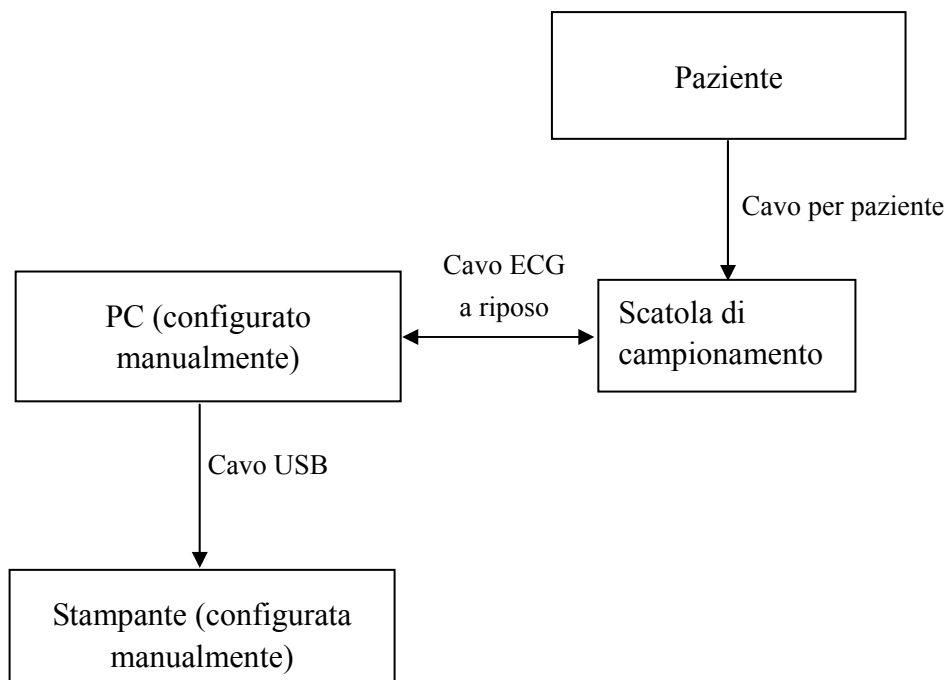 Paziente
Cavo per paziente
Cavo ECG
a riposo
Scatola di
campionamento
PC (configurato
manualmente)
Cavo USB
Stampante (configurata
manualmente)